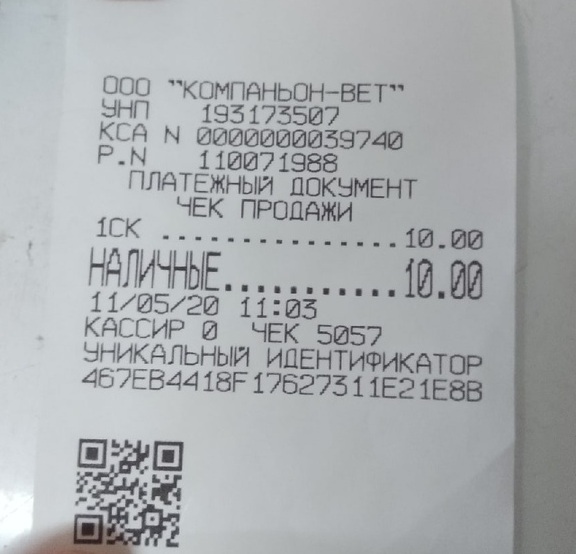 ООО "КОМПАНЬОН-ВЕТ"
УНП 193173507
КСА N 0000000039740
Р.N 110071988
ПЛАТЕЖНЫЙ ДОКУМЕНТ
ЧЕК ПРОДАЖИ
1СК ................10.00
НАЛИЧНЫЕ...........10.00
11/05/20 11:03
КАССИР 0 ЧЕК 5057
УНИКАЛЬНЫЙ ИДЕНТИФИКАТОР
467EB4418F17627311E21E8B